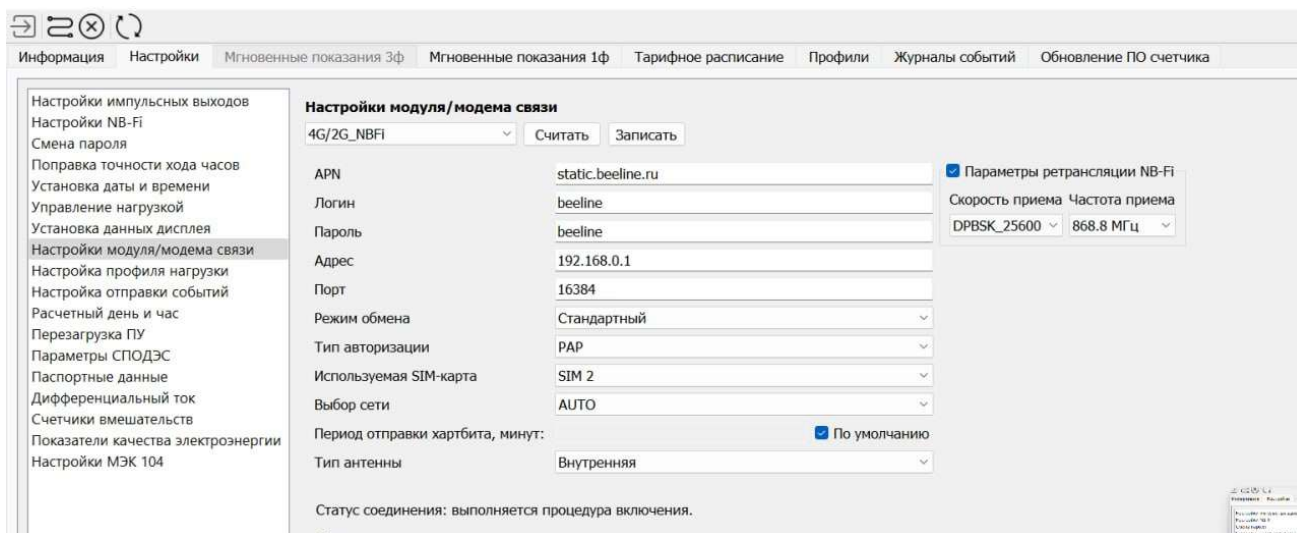 Информация Настройки Мгновенные показания 3ф Мгновенные показания 1ф Тарифное расписание Профили Журналы событий Обновление ПО счетчика
Настройки импульсных выходов
Настройки NB-Fi
Смена пароля
Поправка точности хода часов
Установка даты и времени
Управление нагрузкой
Установка данных дисплея
Настройки модуля/модема связи
Настройка профиля нагрузки
Настройка отправки событий
Расчетный день и час
Перезагрузка ПУ
Параметры СПОДЭС
Паспортные данные
Дифференциальный ток
Счетчики вмешательств
Показатели качества электроэнергии
Настройки МЭК 104
Настройки модуля/модема связи
4G/2G_NBFi Считать Записать
APN static.beeline.ru
Логин beeline
Пароль beeline
Адрес 192.168.0.1
Порт 16384
Режим обмена Стандартный
Тип авторизации PAP
Используемая SIM-карта SIM 2
Выбор сети AUTO
Период отправки хартбита, минут: По умолчанию
Тип антенны Внутренняя
Статус соединения: выполняется процедура включения.
Параметры ретрансляции NB-Fi
Скорость приема Частота приема
DPBSK_25600 868.8 МГц